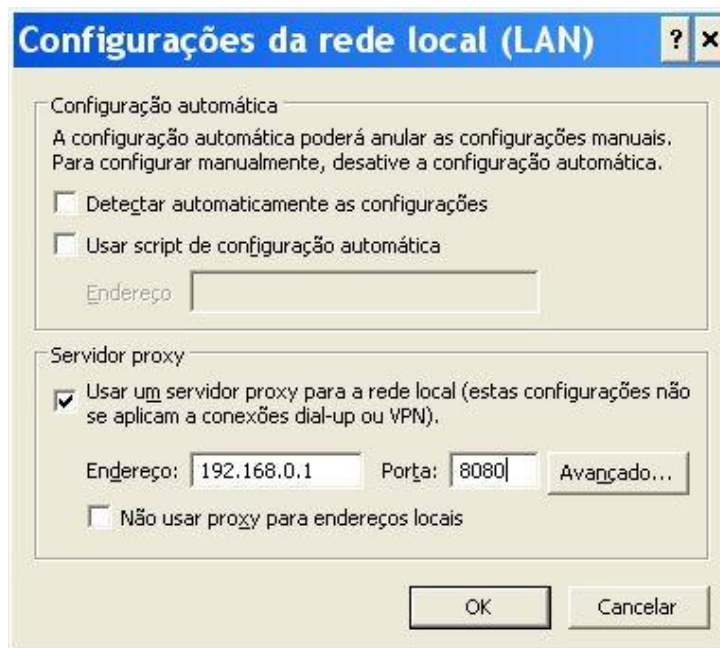 Configurações da rede local (LAN) ? ×
Configuração automática
A configuração automática poderá anular as configurações manuais.
Para configurar manualmente, desative a configuração automática.
Detectar automaticamente as configurações
Usar script de configuração automática
Endereço
Servidor proxy
Usar um servidor proxy para a rede local (estas configurações não
se aplicam a conexões dial-up ou VPN).
Endereço: 192.168.0.1 Porta: 8080 Avançado...
Não usar proxy para endereços locais
OK Cancelar